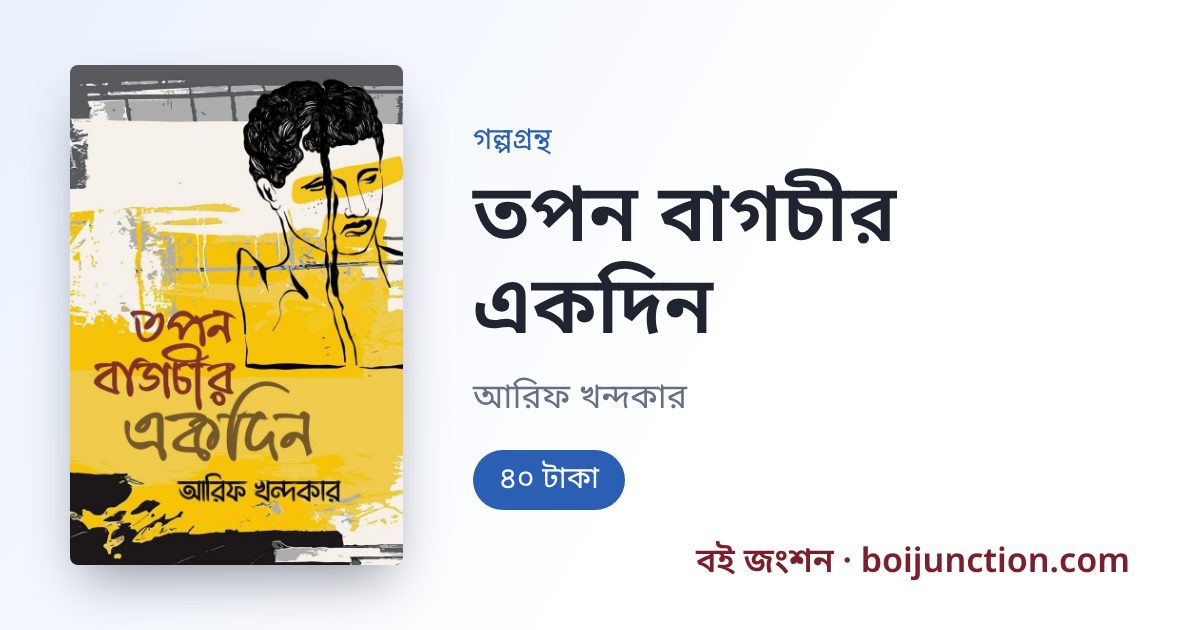 তপন
বাগচীর
একদিন
আরিফ খন্দকার
গল্পগ্রন্থ
তপন বাগচীর
একদিন
আরিফ খন্দকার
৪০ টাকা
বই জংশন · boijunction.com